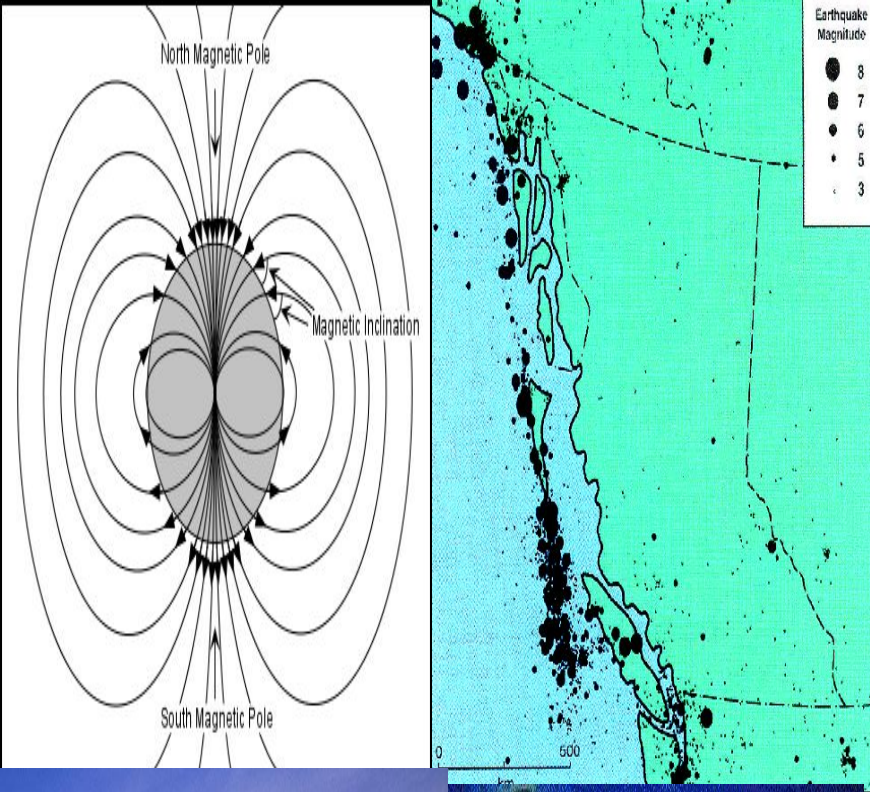 North Magnetic Pole
Magnetic Inclination
South Magnetic Pole
Earthquake
Magnitude
8
7
6
5
3
0 500
km